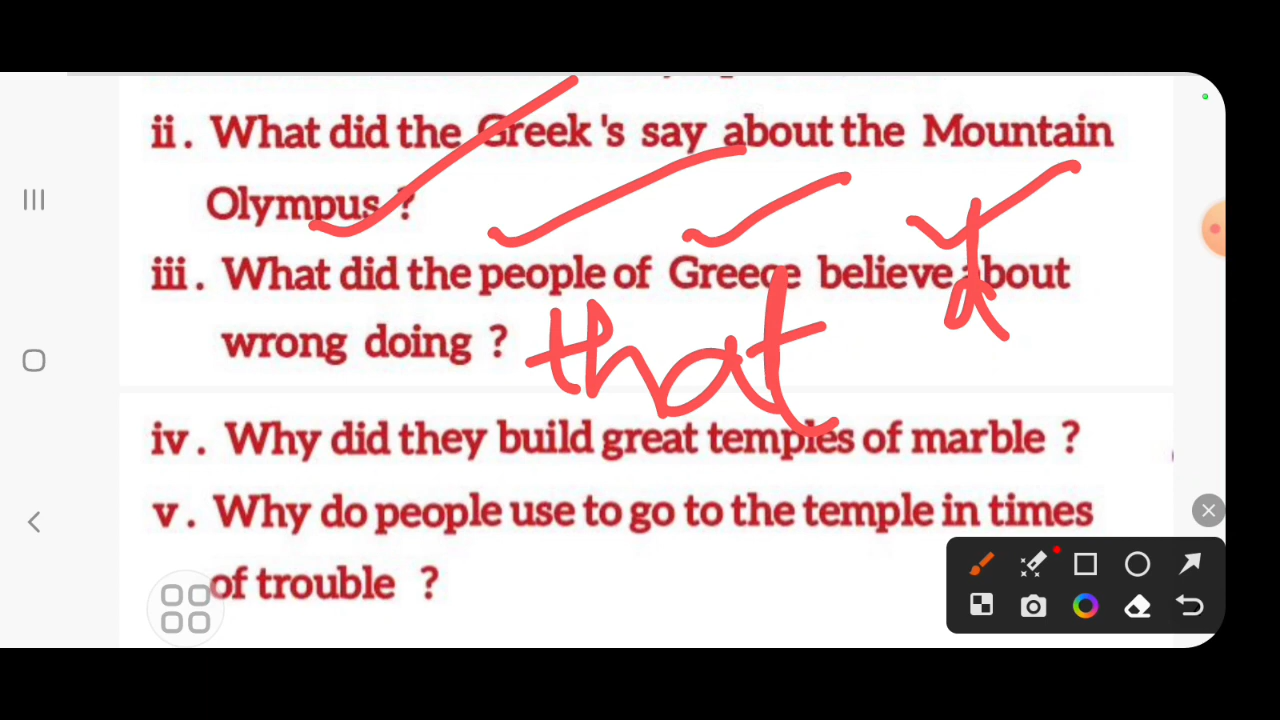 ii. What did the Greek 's say about the Mountain
Olympus ?
iii. What did the people of Greece believe about
wrong doing ?
that
iv. Why did they build great temples of marble ?
v. Why do people use to go to the temple in times
of trouble ?